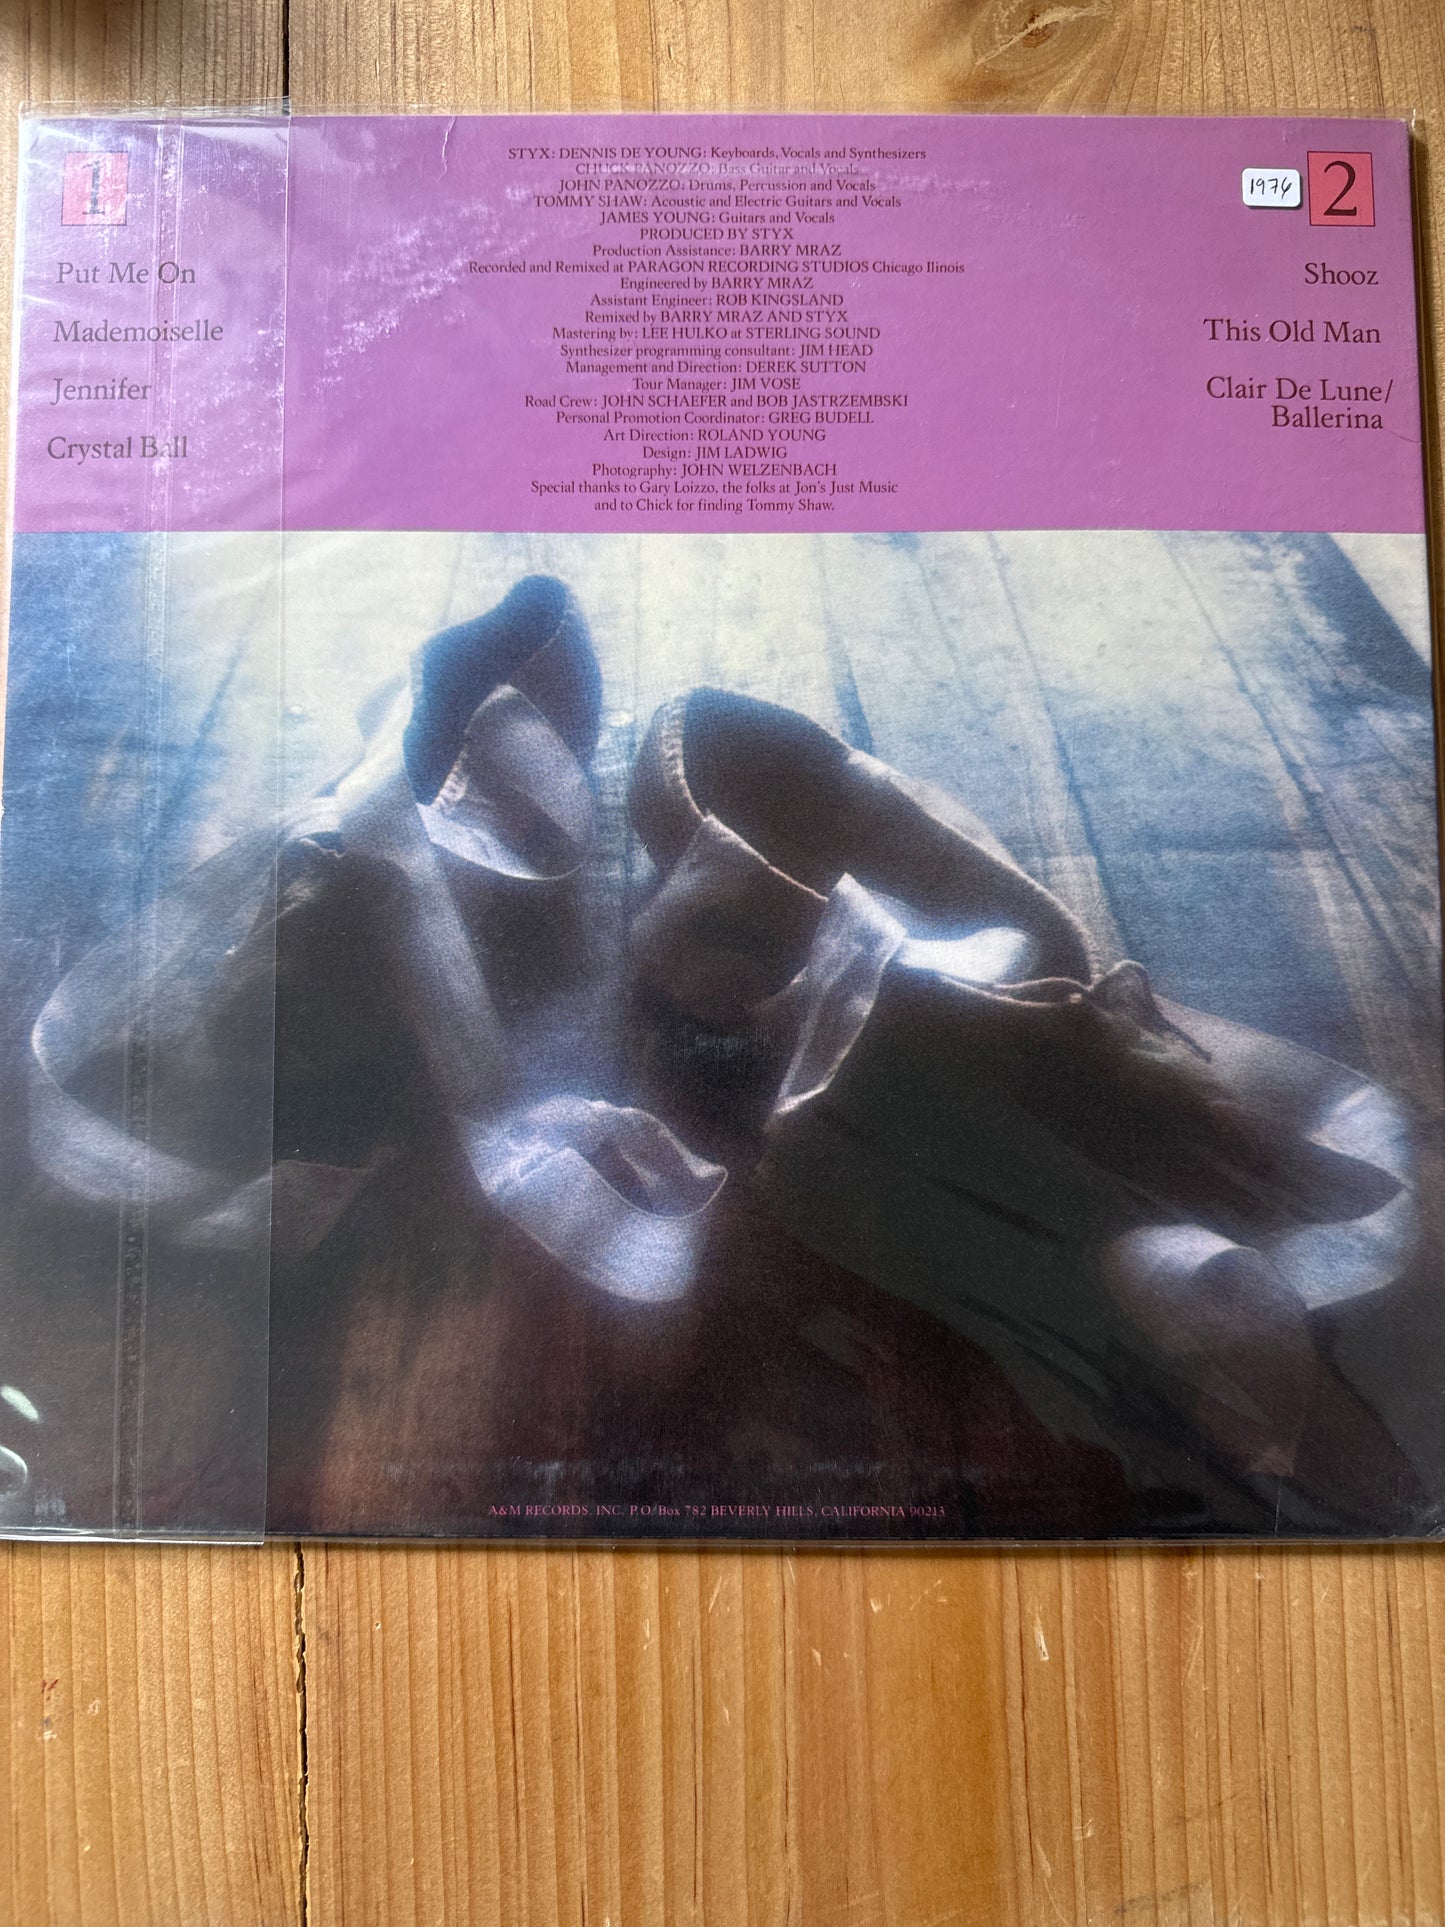 1
Put Me On
Mademoiselle
Jennifer
Crystal Ball
STYX: DENNIS DE YOUNG: Keyboards, Vocals and Synthesizers
CHUCK PANOZZO: Bass Guitar and Vocals
JOHN PANOZZO: Drums, Percussion and Vocals
TOMMY SHAW: Acoustic and Electric Guitars and Vocals
JAMES YOUNG: Guitars and Vocals
PRODUCED BY STYX
Production Assistance: BARRY MRAZ
Recorded and Remixed at PARAGON RECORDING STUDIOS Chicago Ilinois
Engineered by BARRY MRAZ
Assistant Engineer: ROB KINGSLAND
Remixed by BARRY MRAZ AND STYX
Mastering by: LEE HULKO at STERLING SOUND
Synthesizer programming consultant: JIM HEAD
Management and Direction: DEREK SUTTON
Tour Manager: JIM VOSE
Road Crew: JOHN SCHAEFER and BOB JASTRZEMBSKI
Personal Promotion Coordinator: GREG BUDELL
Art Direction: ROLAND YOUNG
Design: JIM LADWIG
Photography: JOHN WELZENBACH
Special thanks to Gary Loizzo, the folks at Jon's Just Music
and to Chick for finding Tommy Shaw.
1976
2
Shooz
This Old Man
Clair De Lune/
Ballerina
A&M RECORDS, INC. P.O. Box 782 BEVERLY HILLS, CALIFORNIA 90213